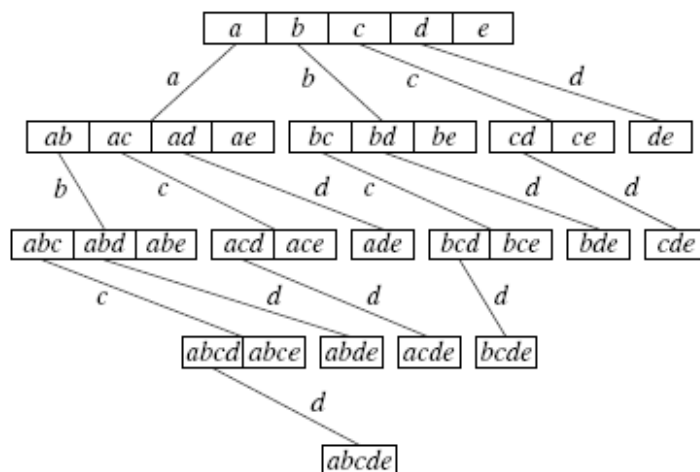 a b c d e
a b c d
ab ac ad ae bc bd be cd ce de
b c d c d d
abc abd abe acd ace ade bcd bce bde cde
c d d d
abcd abce abde acde bcde
d
abcde